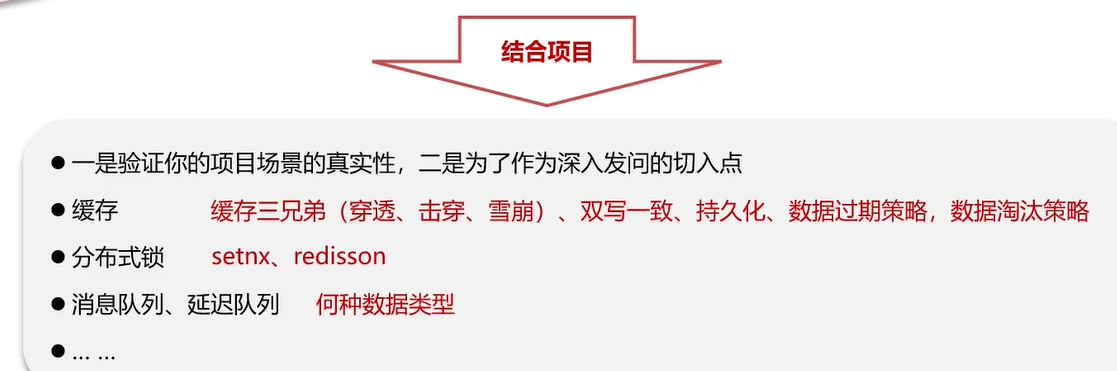 结合项目
● 一是验证你的项目场景的真实性，二是为了作为深入发问的切入点
● 缓存 缓存三兄弟（穿透、击穿、雪崩）、双写一致、持久化、数据过期策略，数据淘汰策略
● 分布式锁 setnx、redisson
● 消息队列、延迟队列 何种数据类型
● ... ...